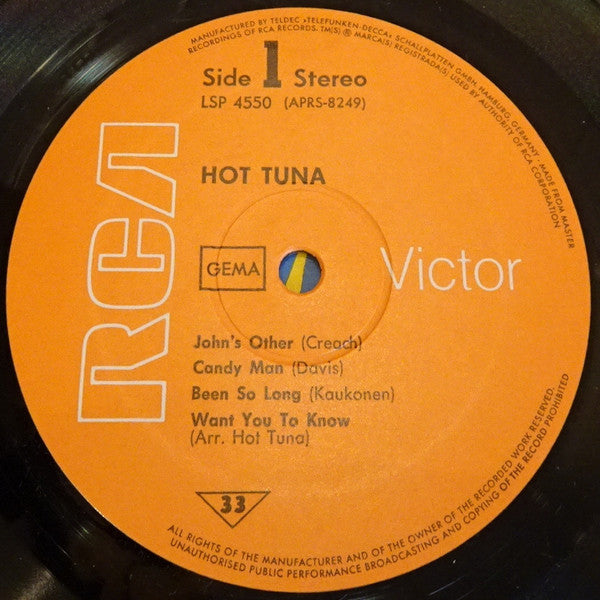 MANUFACTURED BY TELDEC »TELEFUNKEN-DECCA« SCHALLPLATTEN GMBH, HAMBURG, GERMANY - MADE FROM MASTER
RECORDINGS OF RCA RECORDS. TM(S) ® MARCA(S) REGISTRADA(S) USED BY AUTHORITY OF RCA CORPORATION
Side 1 Stereo
LSP 4550 (APRS-8249)
HOT TUNA
RCA
GEMA
Victor
John's Other (Creach)
Candy Man (Davis)
Been So Long (Kaukonen)
Want You To Know
(Arr. Hot Tuna)
33
ALL RIGHTS OF THE MANUFACTURER AND OF THE OWNER OF THE RECORDED WORK RESERVED.
UNAUTHORISED PUBLIC PERFORMANCE BROADCASTING AND COPYING OF THE RECORD PROHIBITED